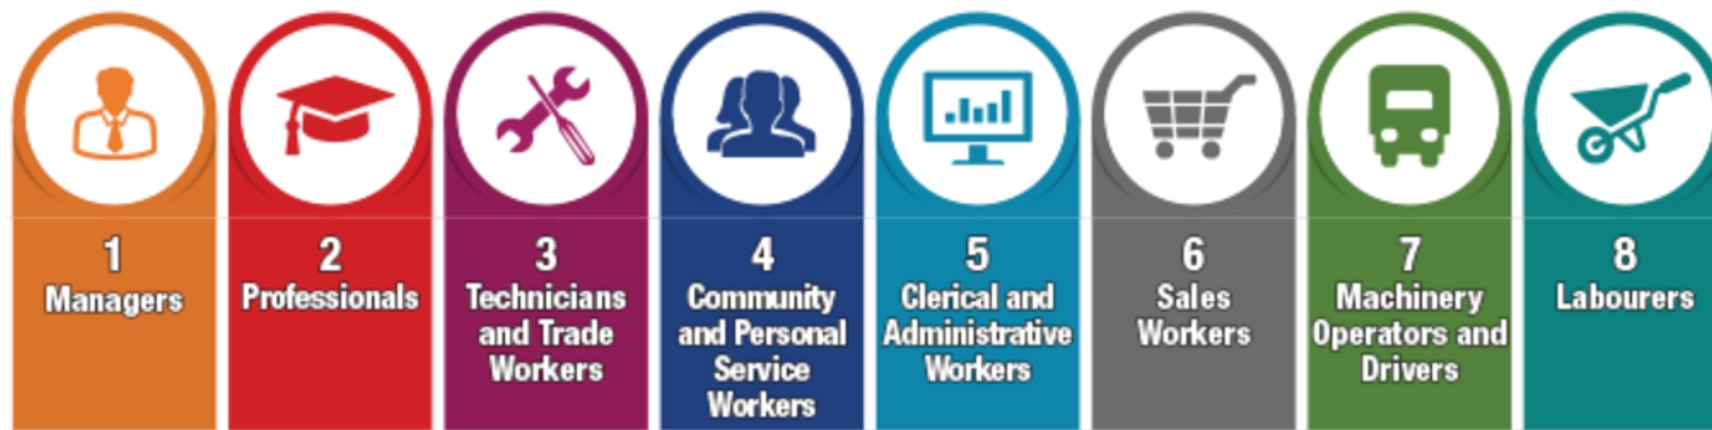 1
Managers
2
Professionals
3
Technicians
and Trade
Workers
4
Community
and Personal
Service
Workers
5
Clerical and
Administrative
Workers
6
Sales
Workers
7
Machinery
Operators and
Drivers
8
Labourers